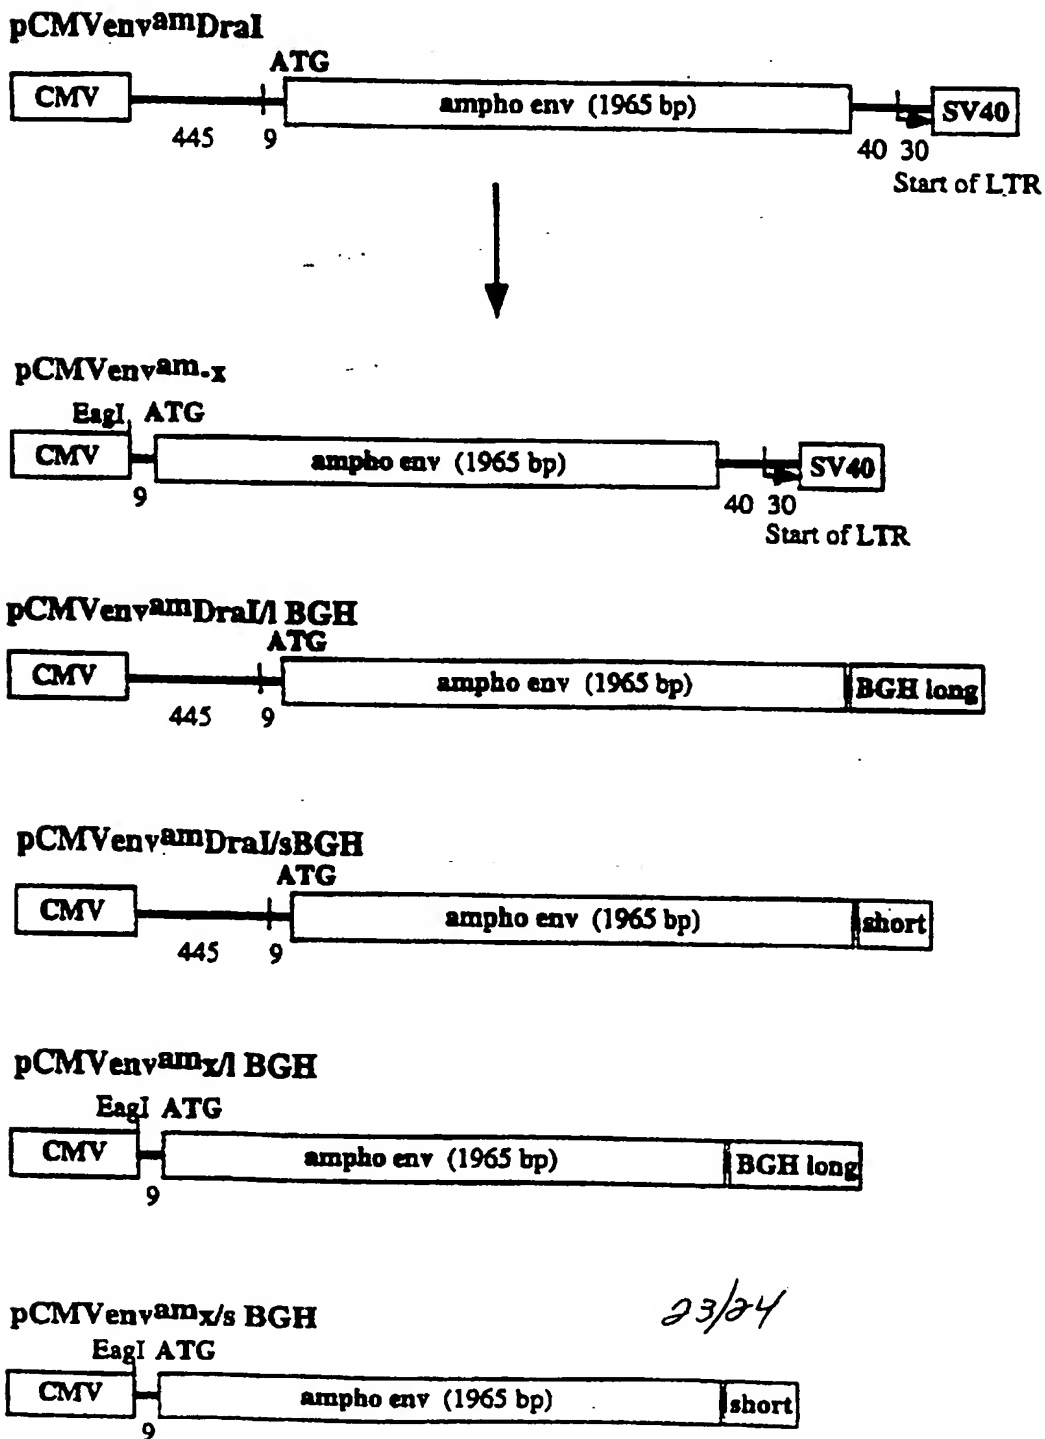 pCMVenvamDraI
ATG
CMV ampho env (1965 bp) SV40
445 9 40 30
Start of LTR
pCMVenvam-x
EagI ATG
CMV ampho env (1965 bp) SV40
9 40 30
Start of LTR
pCMVenvamDraI/l BGH
ATG
CMV ampho env (1965 bp) BGH long
445 9
pCMVenvamDraI/sBGH
ATG
CMV ampho env (1965 bp) short
445 9
pCMVenvamx/l BGH
EagI ATG
CMV ampho env (1965 bp) BGH long
9
pCMVenvamx/s BGH
23/24
EagI ATG
CMV ampho env (1965 bp) short
9